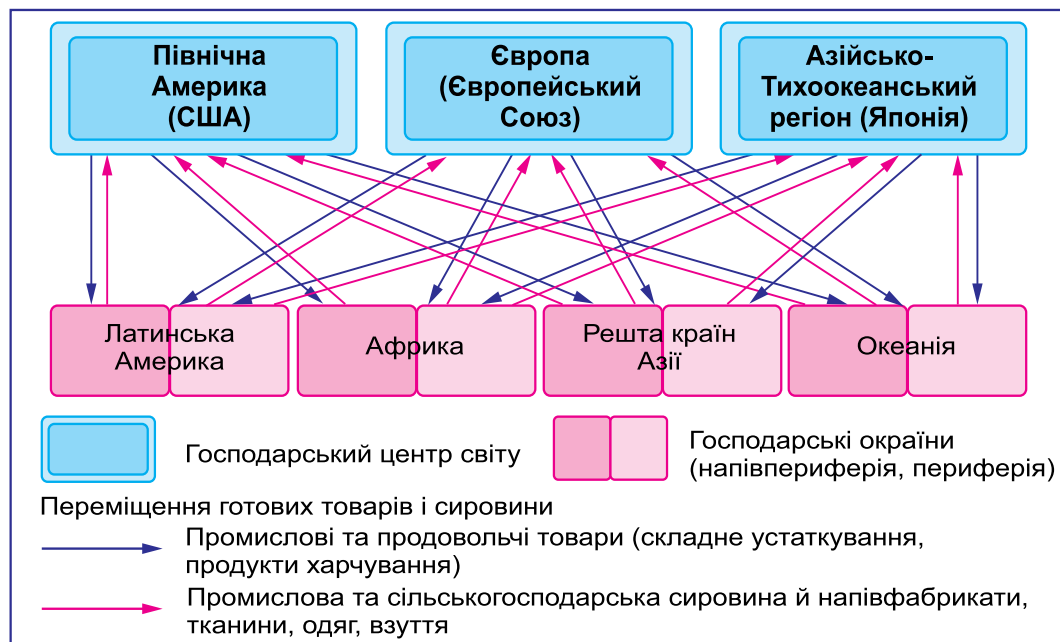 Північна
Америка
(США)
Європа
(Європейський
Союз)
Азійсько-
Тихоокеанський
регіон (Японія)
Латинська
Америка
Африка
Решта країн
Азії
Океанія
Господарський центр світу
Господарські окраїни
(напівпериферія, периферія)
Переміщення готових товарів і сировини
Промислові та продовольчі товари (складне устаткування,
продукти харчування)
Промислова та сільськогосподарська сировина й напівфабрикати,
тканини, одяг, взуття